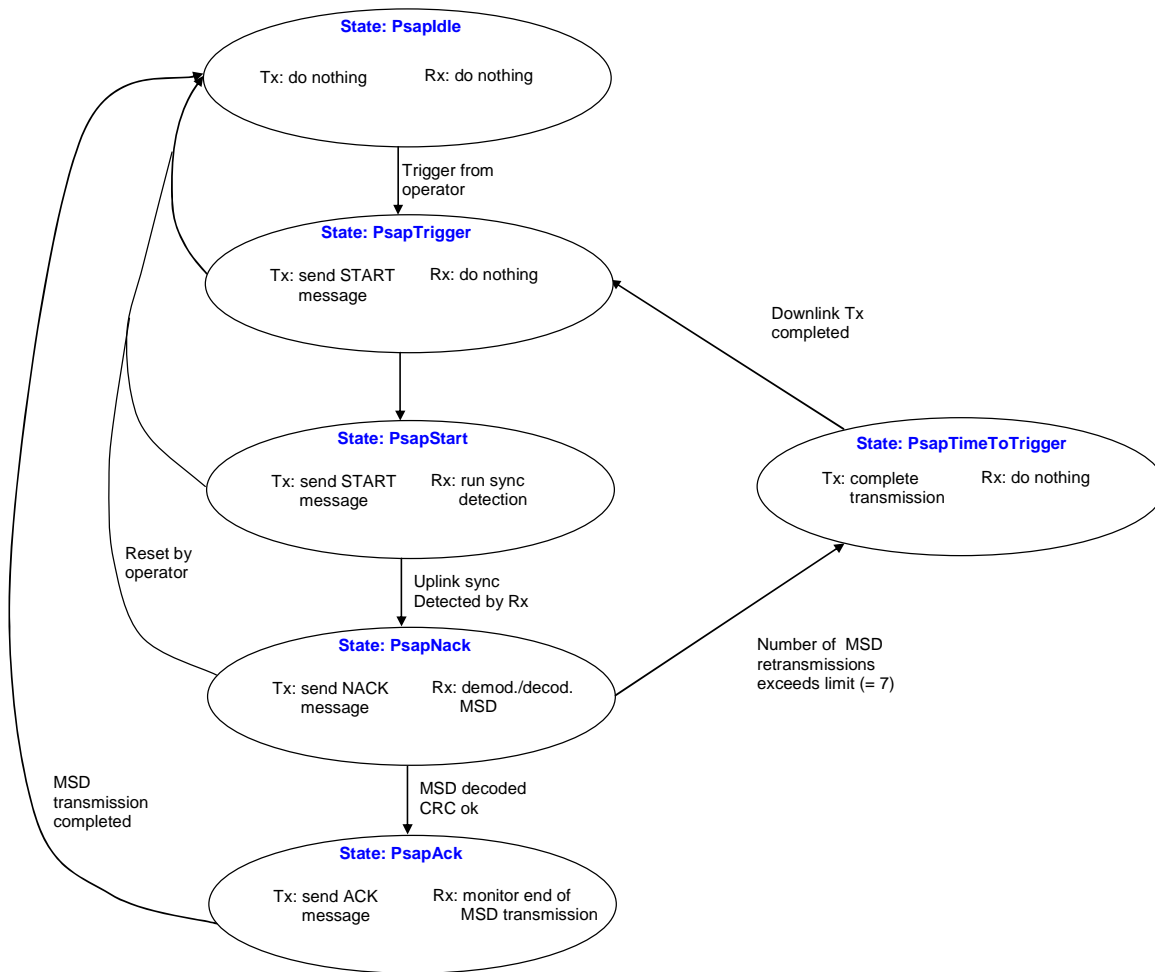 State: PsapIdle
Tx: do nothing
Rx: do nothing
Trigger from
operator
State: PsapTrigger
Tx: send START
message
Rx: do nothing
Downlink Tx
completed
State: PsapStart
Tx: send START
message
Rx: run sync
detection
State: PsapTimeToTrigger
Tx: complete
transmission
Rx: do nothing
Reset by
operator
Uplink sync
Detected by Rx
State: PsapNack
Tx: send NACK
message
Rx: demod./decod.
MSD
Number of MSD
retransmissions
exceeds limit (= 7)
MSD
transmission
completed
MSD decoded
CRC ok
State: PsapAck
Tx: send ACK
message
Rx: monitor end of
MSD transmission